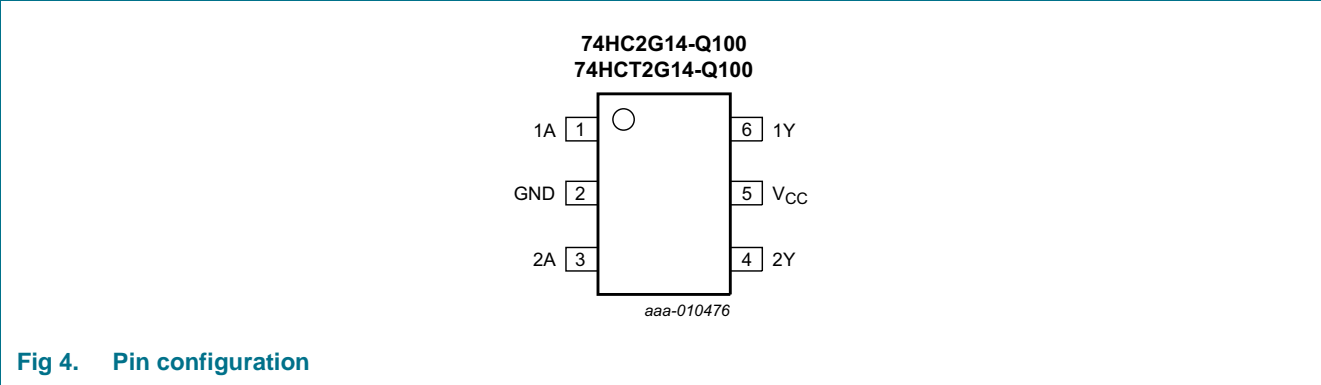 74HC2G14-Q100
74HCT2G14-Q100
1A 1 6 1Y
GND 2 5 VCC
2A 3 4 2Y
aaa-010476
Fig 4. Pin configuration